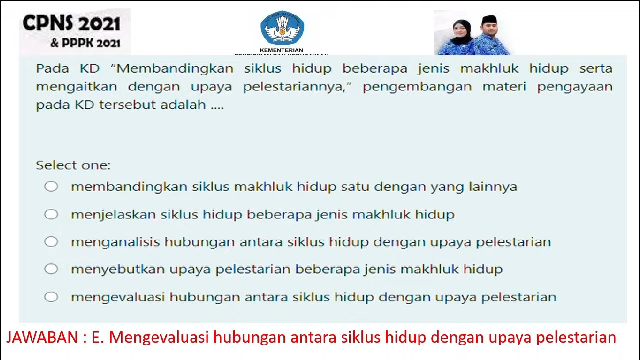 CPNS 2021
& PPPK 2021
KEMENTERIAN
Pada KD "Membandingkan siklus hidup beberapa jenis makhluk hidup serta
mengaitkan dengan upaya pelestariannya," pengembangan materi pengayaan
pada KD tersebut adalah ....
Select one:
membandingkan siklus makhluk hidup satu dengan yang lainnya
menjelaskan siklus hidup beberapa jenis makhluk hidup
menganalisis hubungan antara siklus hidup dengan upaya pelestarian
menyebutkan upaya pelestarian beberapa jenis makhluk hidup
mengevaluasi hubungan antara siklus hidup dengan upaya pelestarian
JAWABAN : E. Mengevaluasi hubungan antara siklus hidup dengan upaya pelestarian